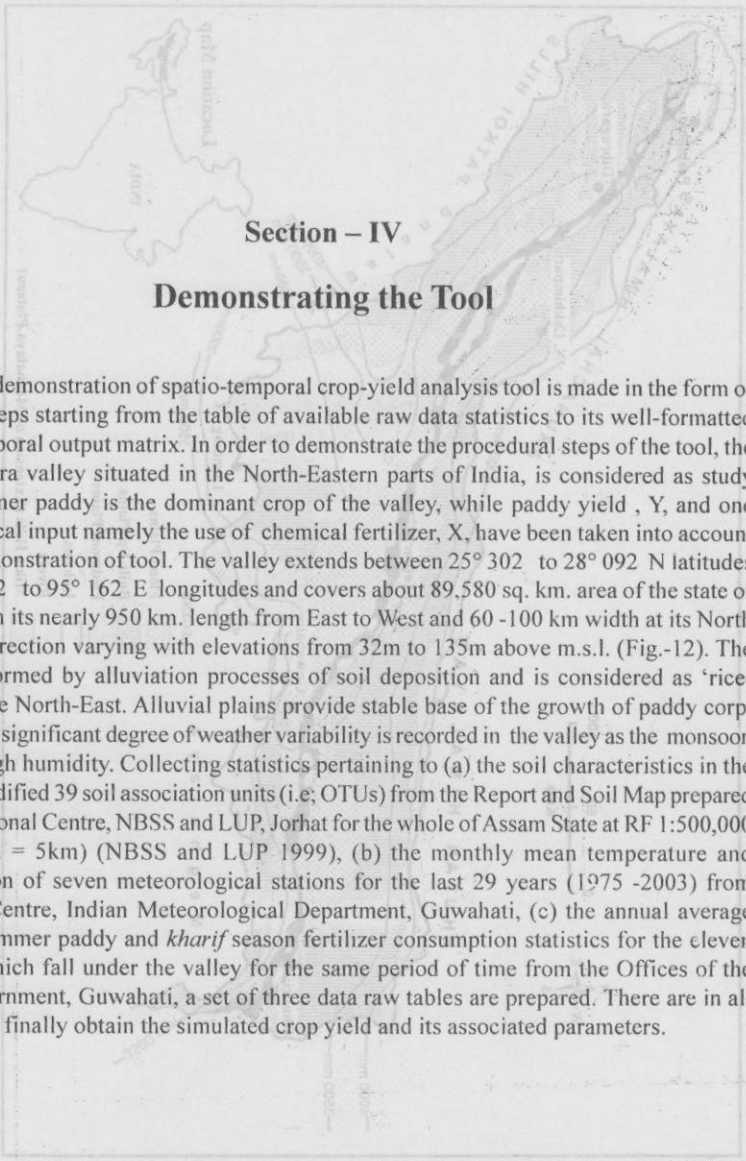 Section – IV
Demonstrating the Tool
demonstration of spatio-temporal crop-yield analysis tool is made in the form o
eps starting from the table of available raw data statistics to its well-formatted
poral output matrix. In order to demonstrate the procedural steps of the tool, the
ra valley situated in the North-Eastern parts of India, is considered as study
ner paddy is the dominant crop of the valley, while paddy yield , Y, and one
cal input namely the use of chemical fertilizer, X, have been taken into accoun
onstration of tool. The valley extends between 25° 302 to 28° 092 N latitudes
2 to 95° 162 E longitudes and covers about 89,580 sq. km. area of the state o
n its nearly 950 km. length from East to West and 60 -100 km width at its North
rection varying with elevations from 32m to 135m above m.s.l. (Fig.-12). The
ormed by alluviation processes of soil deposition and is considered as ‘rice
e North-East. Alluvial plains provide stable base of the growth of paddy corp
significant degree of weather variability is recorded in the valley as the monsoon
gh humidity. Collecting statistics pertaining to (a) the soil characteristics in the
dified 39 soil association units (i.e; OTUs) from the Report and Soil Map prepared
onal Centre, NBSS and LUP, Jorhat for the whole of Assam State at RF 1:500,000
= 5km) (NBSS and LUP 1999), (b) the monthly mean temperature and
on of seven meteorological stations for the last 29 years (1975 -2003) from
Centre, Indian Meteorological Department, Guwahati, (c) the annual average
mmer paddy and kharif season fertilizer consumption statistics for the eleven
hich fall under the valley for the same period of time from the Offices of the
rnment, Guwahati, a set of three data raw tables are prepared. There are in al
finally obtain the simulated crop yield and its associated parameters.
Location Map
PATKOI HILLS